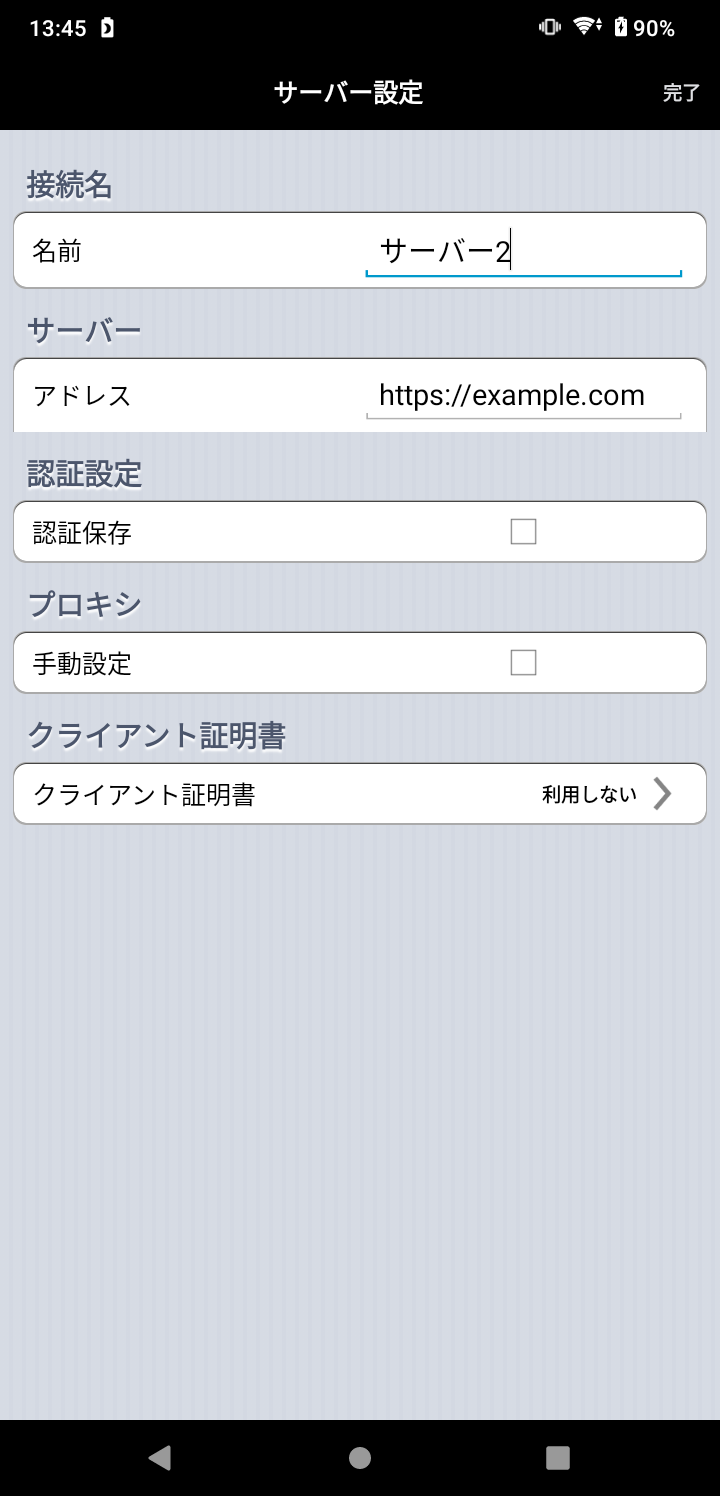 13:45 90%
サーバー設定 完了
接続名
名前 サーバー2
サーバー
アドレス https://example.com
認証設定
認証保存
プロキシ
手動設定
クライアント証明書
クライアント証明書 利用しない